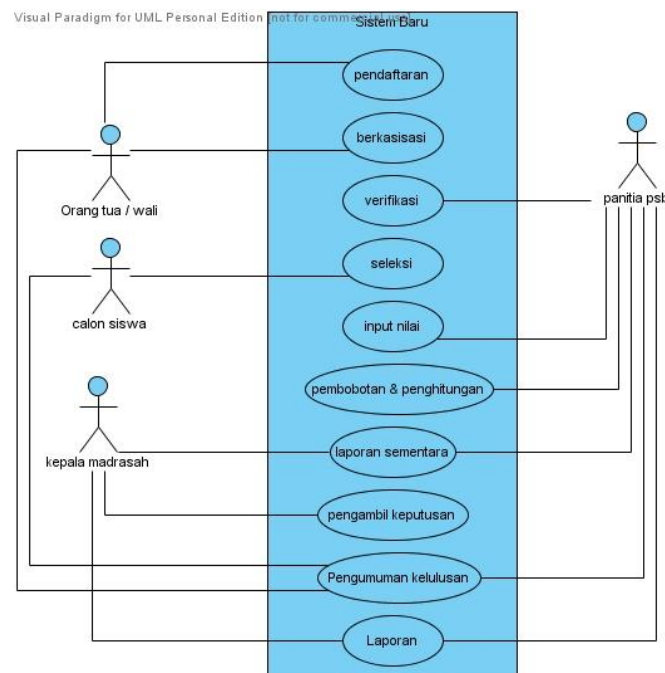 Visual Paradigm for UML Personal Edition [not for commercial use]
Sistem Baru
pendaftaran
berkasisasi
Orang tua / wali
verifikasi
panitia psb
seleksi
calon siswa
input nilai
pembobotan & penghitungan
kepala madrasah
laporan sementara
pengambil keputusan
Pengumuman kelulusan
Laporan